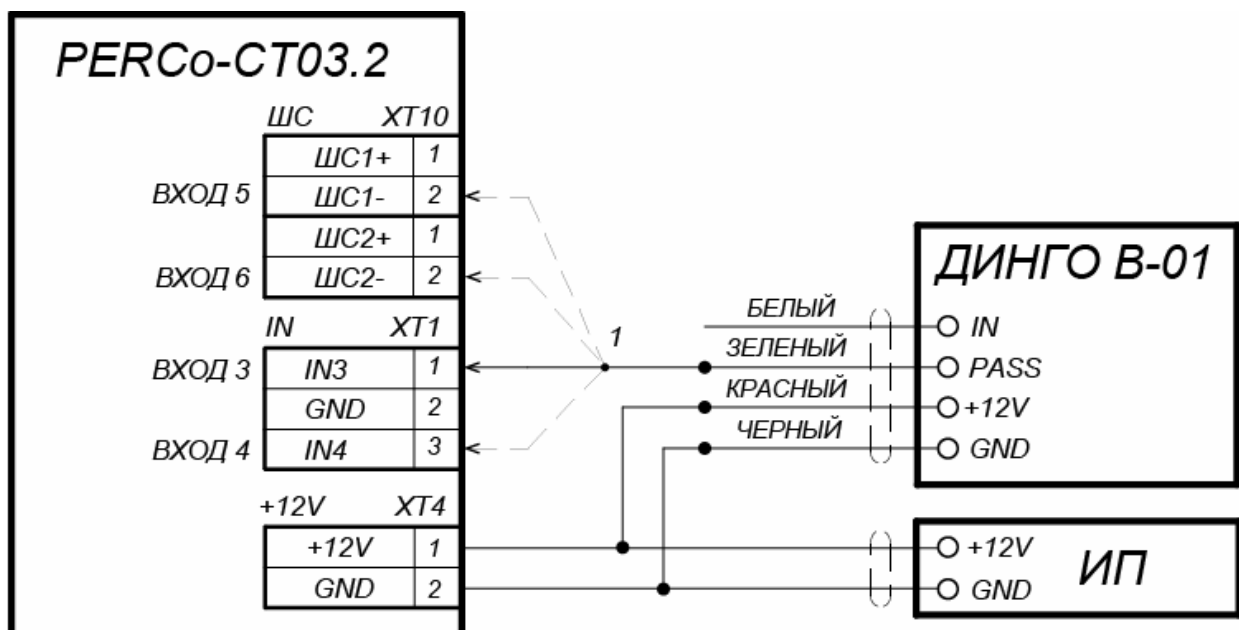 PERCo-CT03.2
ШС XT10
ШС1+ 1
ВХОД 5 ШС1- 2
ШС2+ 1
ВХОД 6 ШС2- 2
IN XT1
ВХОД 3 IN3 1
GND 2
ВХОД 4 IN4 3
+12V XT4
+12V 1
GND 2
1
БЕЛЫЙ
ЗЕЛЕНЫЙ
КРАСНЫЙ
ЧЕРНЫЙ
ДИНГО В-01
IN
PASS
+12V
GND
+12V
GND
ИП